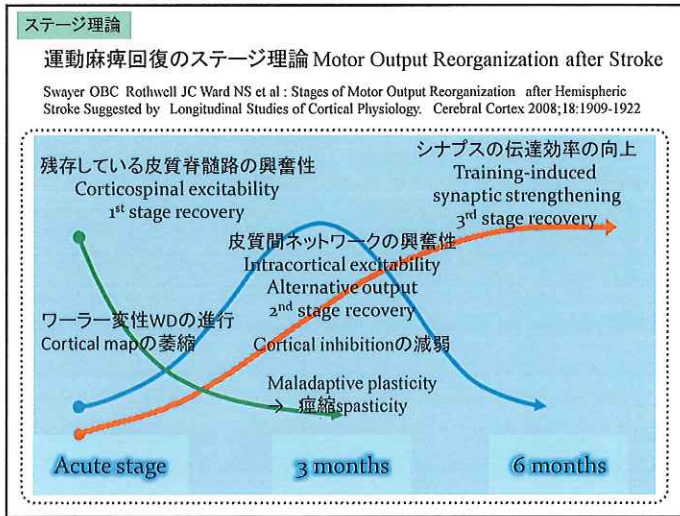 ステージ理論
運動麻痺回復のステージ理論 Motor Output Reorganization after Stroke
Swayer OBC Rothwell JC Ward NS et al : Stages of Motor Output Reorganization after Hemispheric
Stroke Suggested by Longitudinal Studies of Cortical Physiology. Cerebral Cortex 2008;18:1909-1922
残存している皮質脊髄路の興奮性
Corticospinal excitability
1st stage recovery
シナプスの伝達効率の向上
Training-induced
synaptic strengthening
3rd stage recovery
皮質間ネットワークの興奮性
Intracortical excitability
Alternative output
2nd stage recovery
ワーラー変性WDの進行
Cortical mapの萎縮
Cortical inhibitionの減弱
Maladaptive plasticity
→ 痙縮spasticity
Acute stage
3 months
6 months